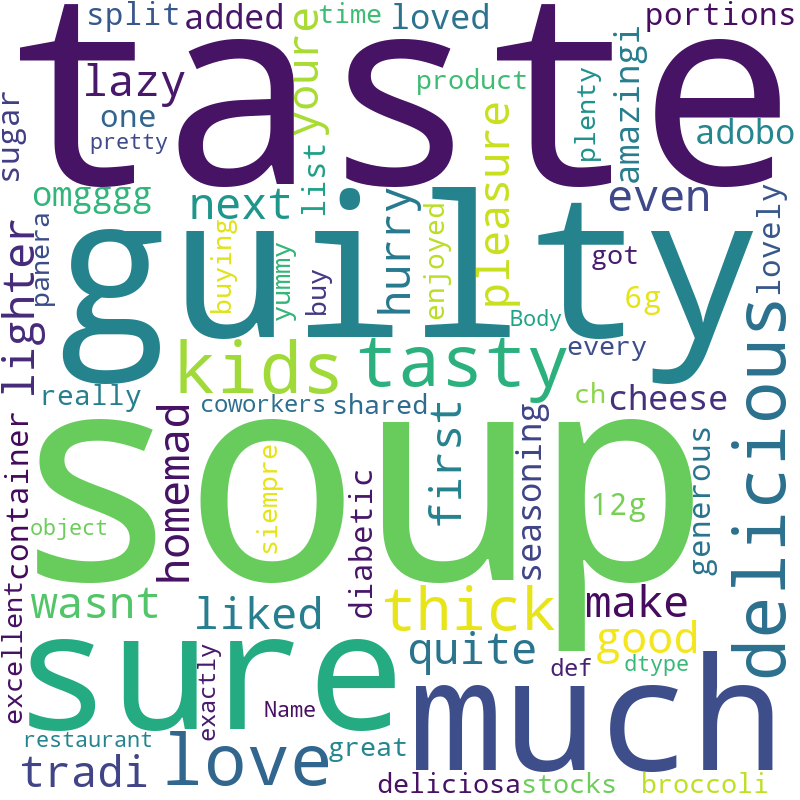 split
added
time
loved
portions
taste
lazy
youre
product
plenty
amazingi
sugar
one
pretty
adobo
list
pleasure
omgggg
next
hurry
even
lovely
guilty
panera
lighter
buying
yummy
buy
enjoyed
got
6g
Body
every
kids
tasty
really
coworkers
shared
ch
cheese
soup
container
homemad
siempre
diabetic
first
seasoning
12g
generous
delicious
object
excellent
wasnt
liked
thick
make
good
sure
exactly
quite
def
dtype
much
Name
restaurant
tradi
love
great
deliciosa
stocks
broccoli